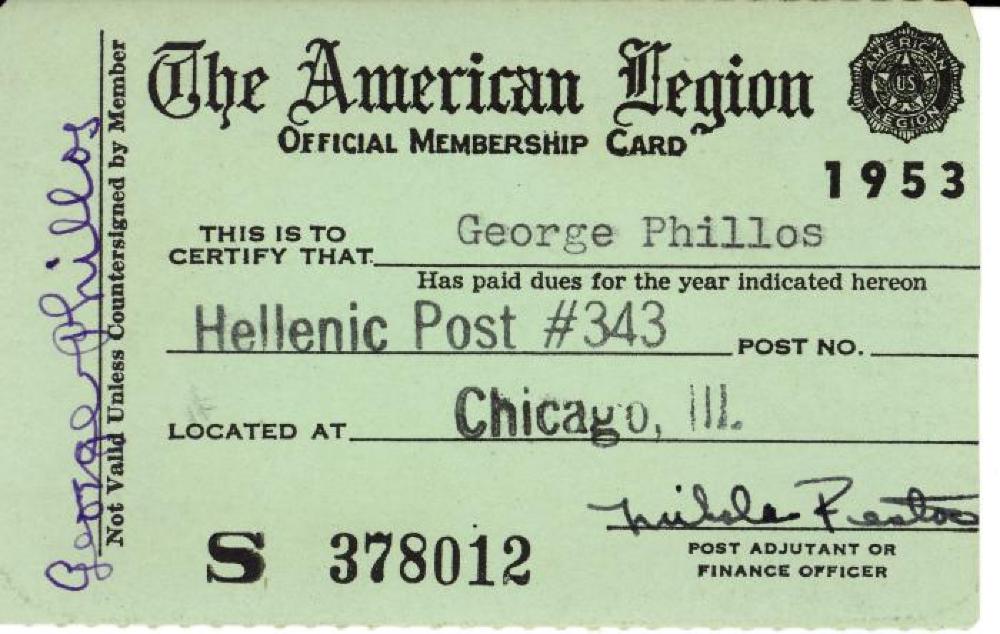 The American Legion
OFFICIAL MEMBERSHIP CARD
AMERICAN
US
LEGION
1953
THIS IS TO
CERTIFY THAT George Phillos
Has paid dues for the year indicated hereon
Hellenic Post #343 POST NO.
LOCATED AT Chicago, Ill.
S 378012
POST ADJUTANT OR
FINANCE OFFICER
Not Valid Unless Countersigned by Member
George Phillos